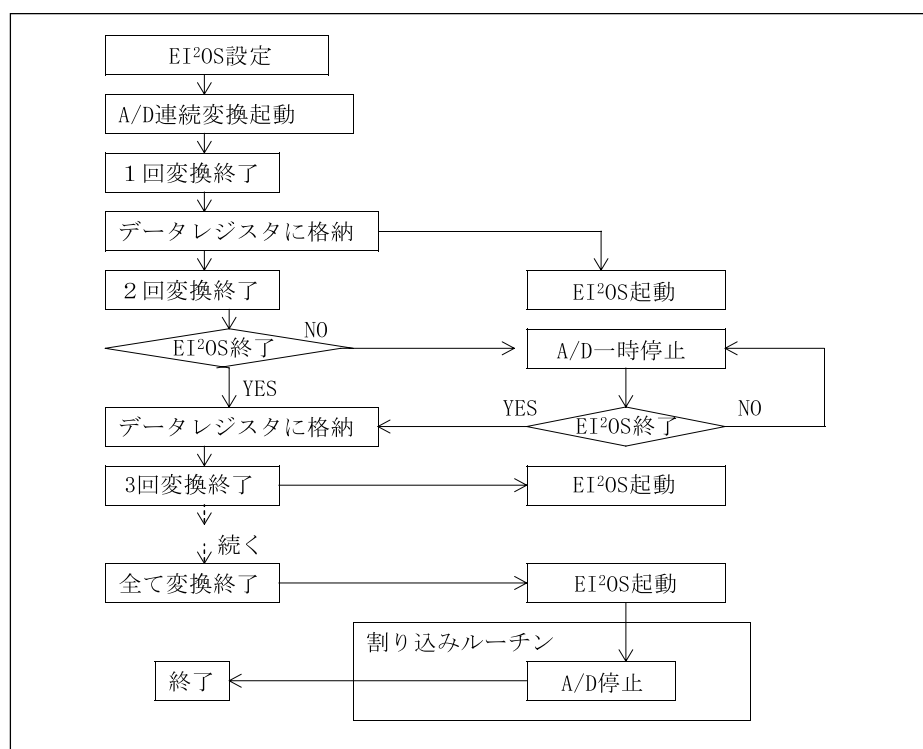 EI²OS設定
A/D連続変換起動
1回変換終了
データレジスタに格納
2回変換終了
EI²OS起動
EI²OS終了
NO
A/D一時停止
YES
データレジスタに格納
YES
EI²OS終了
NO
3回変換終了
EI²OS起動
続く
全て変換終了
EI²OS起動
割り込みルーチン
終了
A/D停止